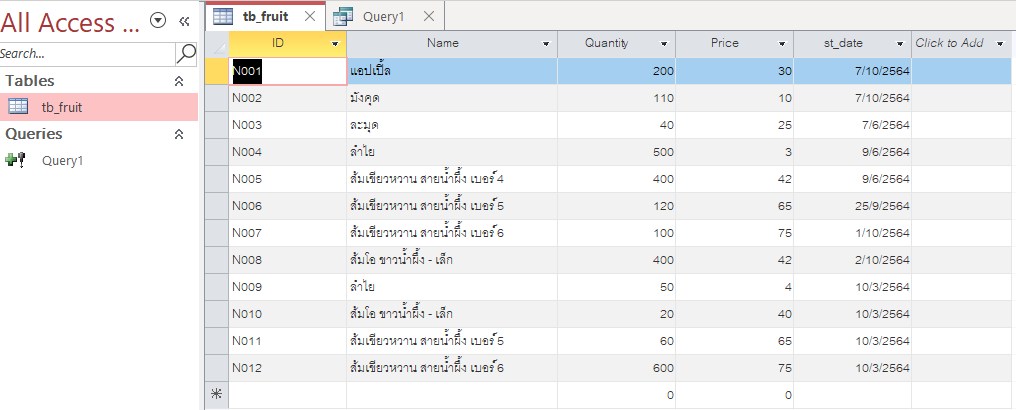 All Access ...
tb_fruit
Query1
Search...
Tables
tb_fruit
Queries
Query1
ID Name Quantity Price st_date Click to Add
N001 แอปเปิ้ล 200 30 7/10/2564
N002 มังคุด 110 10 7/10/2564
N003 ละมุด 40 25 7/6/2564
N004 ลำไย 500 3 9/6/2564
N005 ส้มเขียวหวาน สายน้ำผึ้ง เบอร์ 4 400 42 9/6/2564
N006 ส้มเขียวหวาน สายน้ำผึ้ง เบอร์ 5 120 65 25/9/2564
N007 ส้มเขียวหวาน สายน้ำผึ้ง เบอร์ 6 100 75 1/10/2564
N008 ส้มโอ ขาวน้ำผึ้ง - เล็ก 400 42 2/10/2564
N009 ลำไย 50 4 10/3/2564
N010 ส้มโอ ขาวน้ำผึ้ง - เล็ก 20 40 10/3/2564
N011 ส้มเขียวหวาน สายน้ำผึ้ง เบอร์ 5 60 65 10/3/2564
N012 ส้มเขียวหวาน สายน้ำผึ้ง เบอร์ 6 600 75 10/3/2564
0 0